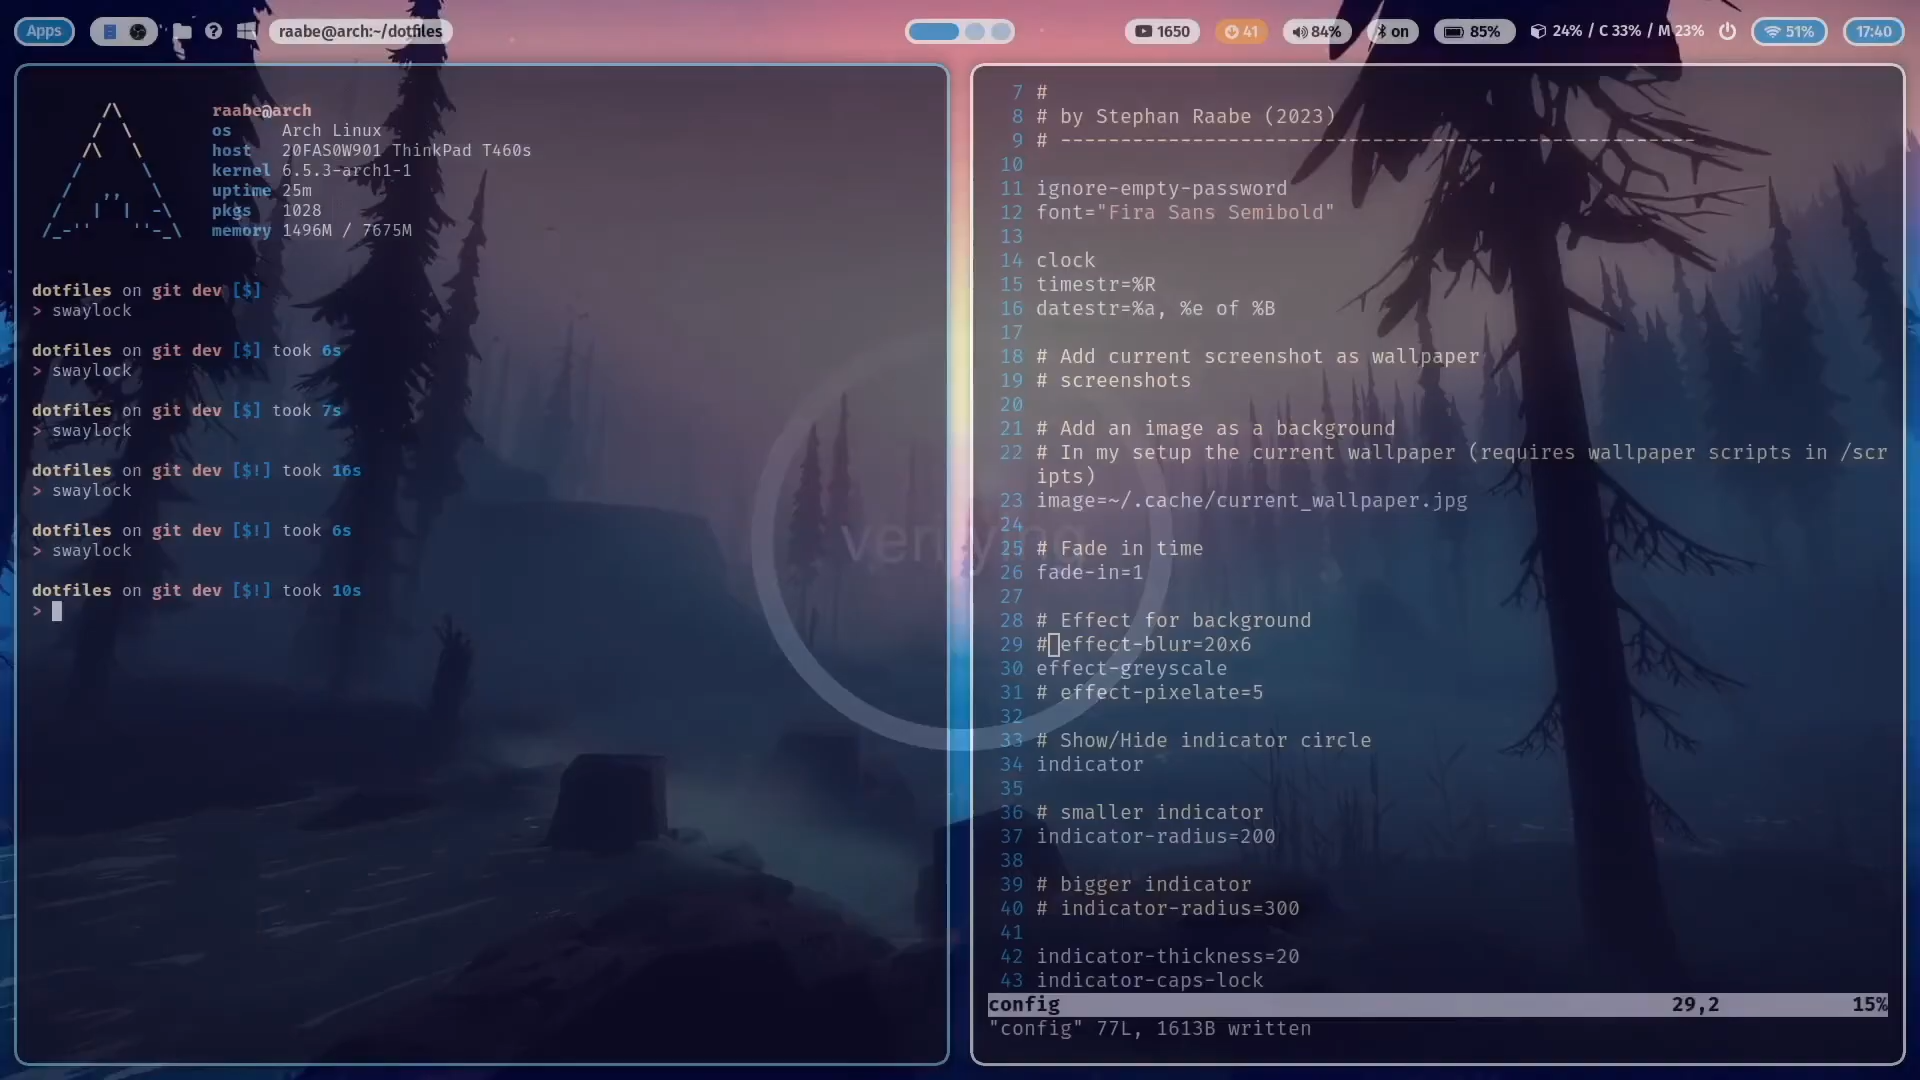 Apps
raabe@arch:~/dotfiles
1650
41
84%
on
85%
24% / C 33% / M 23%
51%
17:40
/\
/  \
/\   \
/      \
/   ,,   \
/   |  |  -\
/_-''    ''-_\
raabe@arch
os Arch Linux
host 20FAS0W901 ThinkPad T460s
kernel 6.5.3-arch1-1
uptime 25m
pkgs 1028
memory 1496M / 7675M
dotfiles on git dev [$]
> swaylock
dotfiles on git dev [$] took 6s
> swaylock
dotfiles on git dev [$] took 7s
> swaylock
dotfiles on git dev [$!] took 16s
> swaylock
dotfiles on git dev [$!] took 6s
> swaylock
dotfiles on git dev [$!] took 10s
>
verifying
7 #
8 # by Stephan Raabe (2023)
9 # -----------------------------------------------------
10
11 ignore-empty-password
12 font="Fira Sans Semibold"
13
14 clock
15 timestr=%R
16 datestr=%a, %e of %B
17
18 # Add current screenshot as wallpaper
19 # screenshots
20
21 # Add an image as a background
22 # In my setup the current wallpaper (requires wallpaper scripts in /scr
ipts)
23 image=~/.cache/current_wallpaper.jpg
24
25 # Fade in time
26 fade-in=1
27
28 # Effect for background
29 # effect-blur=20x6
30 effect-greyscale
31 # effect-pixelate=5
32
33 # Show/Hide indicator circle
34 indicator
35
36 # smaller indicator
37 indicator-radius=200
38
39 # bigger indicator
40 # indicator-radius=300
41
42 indicator-thickness=20
43 indicator-caps-lock
config 29,2 15%
"config" 77L, 1613B written